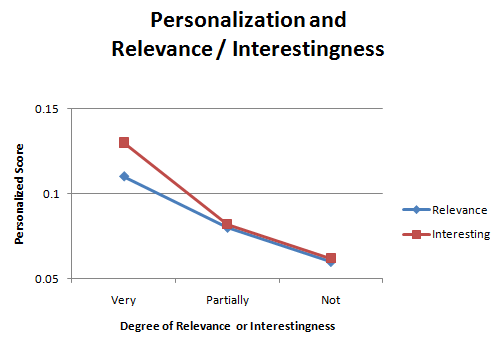 Personalization and
Relevance / Interestingness
0.15
0.1
0.05
Personalized Score
Very
Partially
Not
Degree of Relevance or Interestingness
Relevance
Interesting